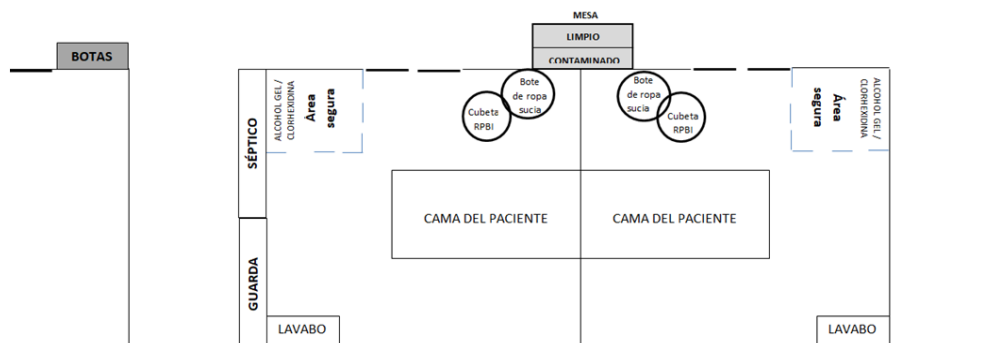 MESA
LIMPIO
CONTAMINADO
BOTAS
ALCOHOL GEL /
CLORHEXIDINA
Área
segura
Bote
de ropa
sucia
Cubeta
RPBI
Bote
de ropa
sucia
Cubeta
RPBI
Área
segura
ALCOHOL GEL /
CLORHEXIDINA
SÉPTICO
CAMA DEL PACIENTE
CAMA DEL PACIENTE
GUARDA
LAVABO
LAVABO